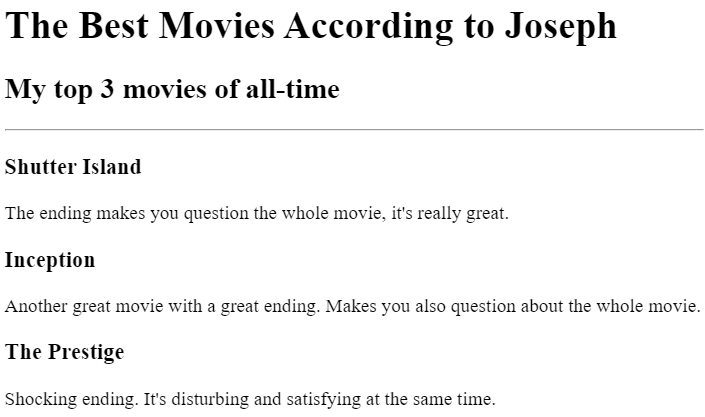 The Best Movies According to Joseph
My top 3 movies of all-time
Shutter Island
The ending makes you question the whole movie, it's really great.
Inception
Another great movie with a great ending. Makes you also question about the whole movie.
The Prestige
Shocking ending. It's disturbing and satisfying at the same time.